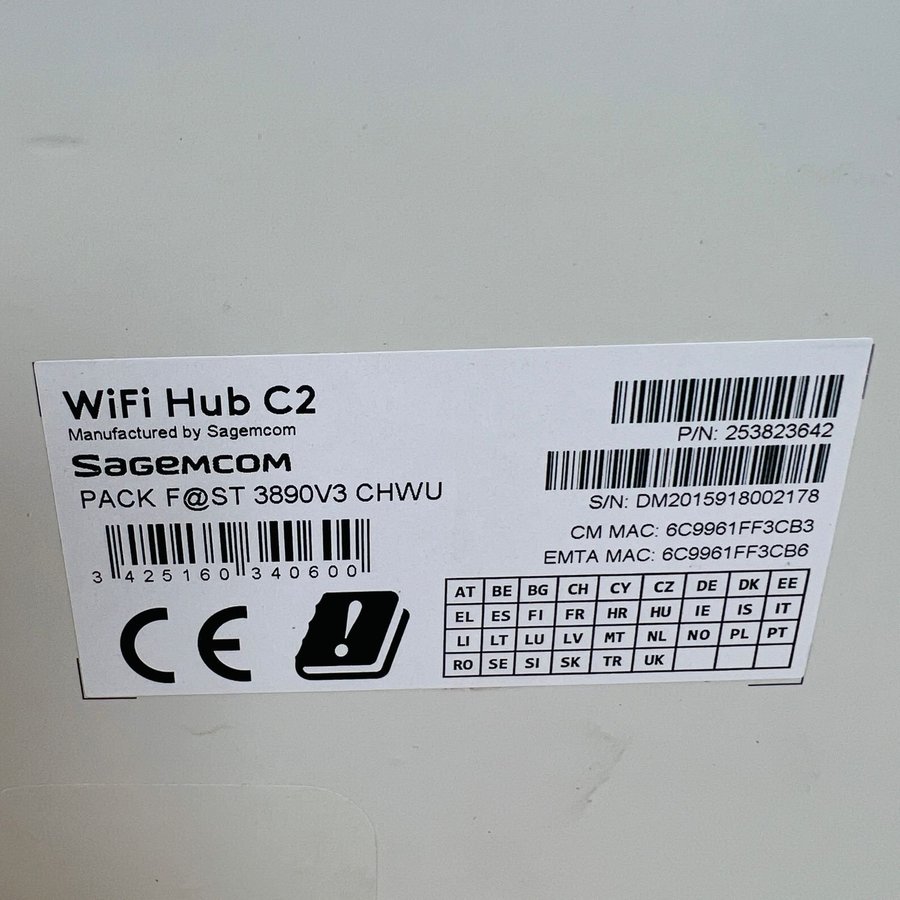 WiFi Hub C2
Manufactured by Sagemcom
SAGEMCOM
PACK F@ST 3890V3 CHWU
3 425160 340600
P/N: 253823642
S/N: DM2015918002178
CM MAC: 6C9961FF3CB3
EMTA MAC: 6C9961FF3CB6
CE
!
AT BE BG CH CY CZ DE DK EE
EL ES FI FR HR HU IE IS IT
LI LT LU LV MT NL NO PL PT
RO SE SI SK TR UK